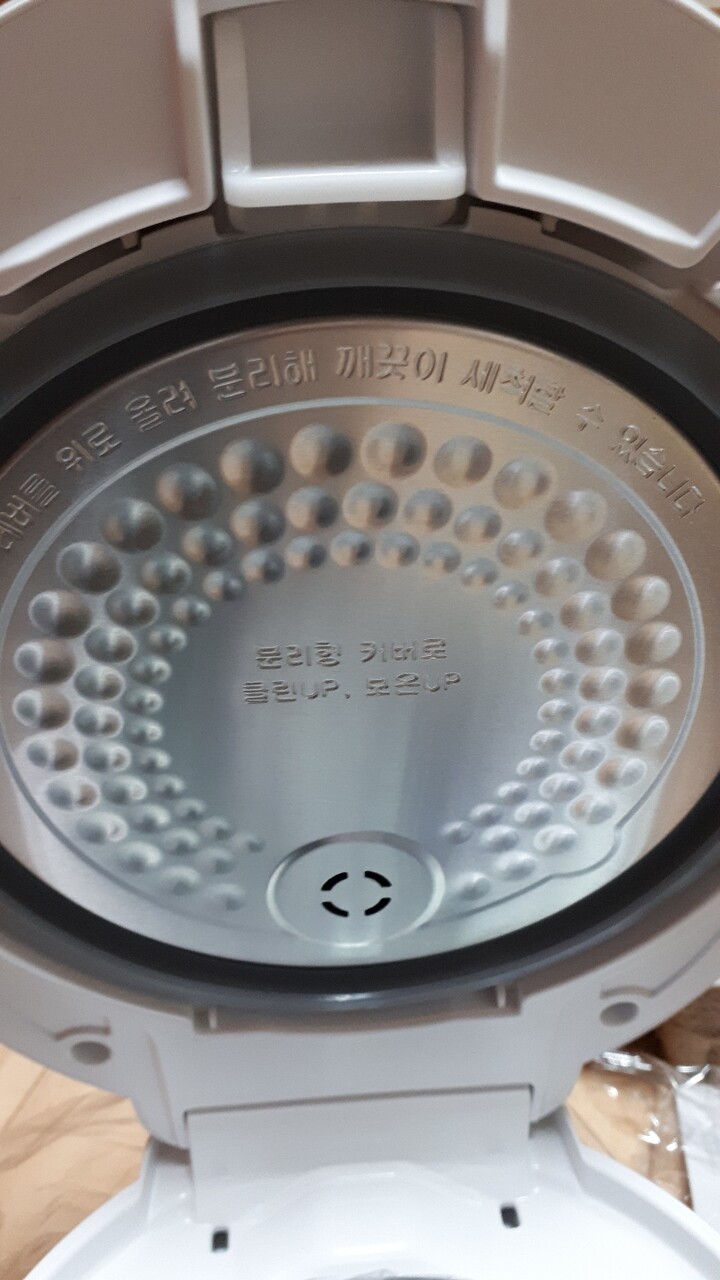 커버를 위로 올려 분리해 깨끗이 세척할 수 있습니다
분리형 커버로
클린UP, 보온UP